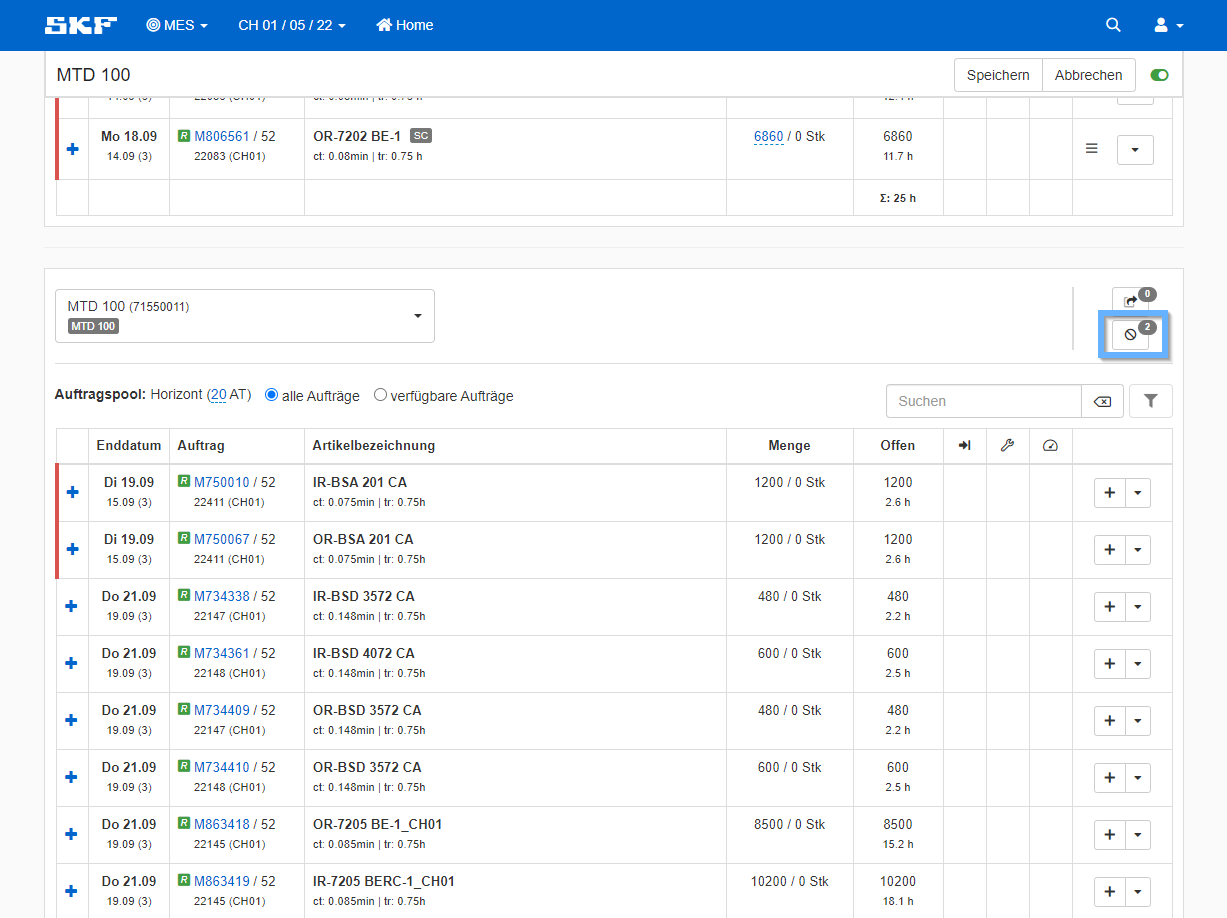 SKF MES CH 01 / 05 / 22 Home
MTD 100 Speichern Abbrechen
Mo 18.09 R M806561 / 52 OR-7202 BE-1 SC 6860 / 0 Stk 6860
14.09 (3) 22083 (CH01) ct: 0.08min | tr: 0.75 h 11.7 h
Σ: 25 h
MTD 100 (71550011) 0
MTD 100 2
Auftragspool: Horizont (20 AT) alle Aufträge verfügbare Aufträge Suchen
Enddatum Auftrag Artikelbezeichnung Menge Offen
Di 19.09 R M750010 / 52 IR-BSA 201 CA 1200 / 0 Stk 1200
15.09 (3) 22411 (CH01) ct: 0.075min | tr: 0.75h 2.6 h
Di 19.09 R M750067 / 52 OR-BSA 201 CA 1200 / 0 Stk 1200
15.09 (3) 22411 (CH01) ct: 0.075min | tr: 0.75h 2.6 h
Do 21.09 R M734338 / 52 IR-BSD 3572 CA 480 / 0 Stk 480
19.09 (3) 22147 (CH01) ct: 0.148min | tr: 0.75h 2.2 h
Do 21.09 R M734361 / 52 IR-BSD 4072 CA 600 / 0 Stk 600
19.09 (3) 22148 (CH01) ct: 0.148min | tr: 0.75h 2.5 h
Do 21.09 R M734409 / 52 OR-BSD 3572 CA 480 / 0 Stk 480
19.09 (3) 22147 (CH01) ct: 0.148min | tr: 0.75h 2.2 h
Do 21.09 R M734410 / 52 OR-BSD 3572 CA 600 / 0 Stk 600
19.09 (3) 22148 (CH01) ct: 0.148min | tr: 0.75h 2.5 h
Do 21.09 R M863418 / 52 OR-7205 BE-1_CH01 8500 / 0 Stk 8500
19.09 (3) 22145 (CH01) ct: 0.085min | tr: 0.75h 15.2 h
Do 21.09 R M863419 / 52 IR-7205 BERC-1_CH01 10200 / 0 Stk 10200
19.09 (3) 22145 (CH01) ct: 0.085min | tr: 0.75h 18.1 h